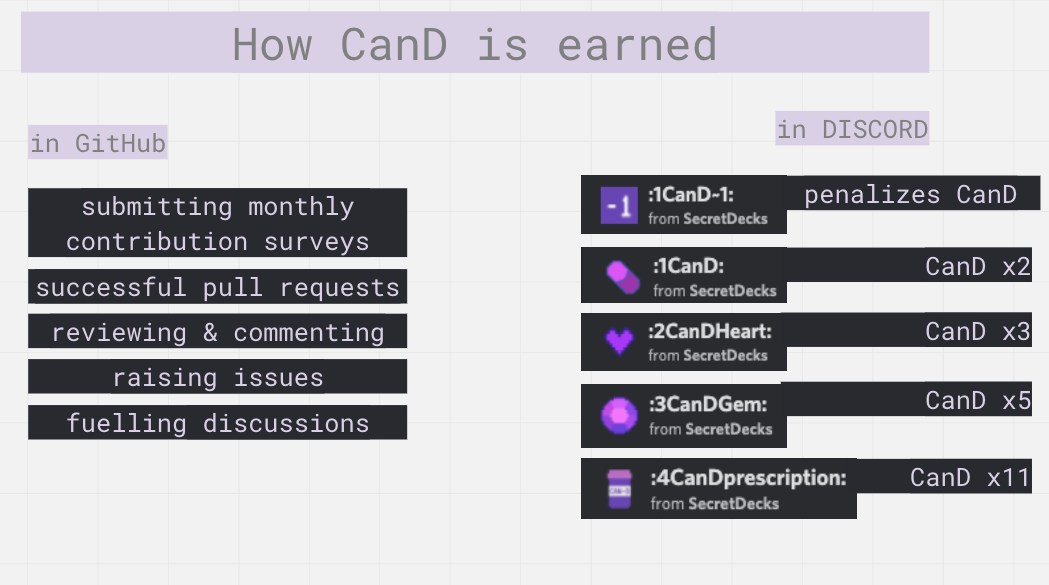 How CanD is earned
in GitHub
submitting monthly
contribution surveys
successful pull requests
reviewing & commenting
raising issues
fuelling discussions
in DISCORD
-1 :1CanD~1: penalizes CanD
from SecretDecks
:1CanD: CanD x2
from SecretDecks
:2CanDHeart: CanD x3
from SecretDecks
:3CanDGem: CanD x5
from SecretDecks
:4CanDprescription: CanD x11
CAN-D from SecretDecks